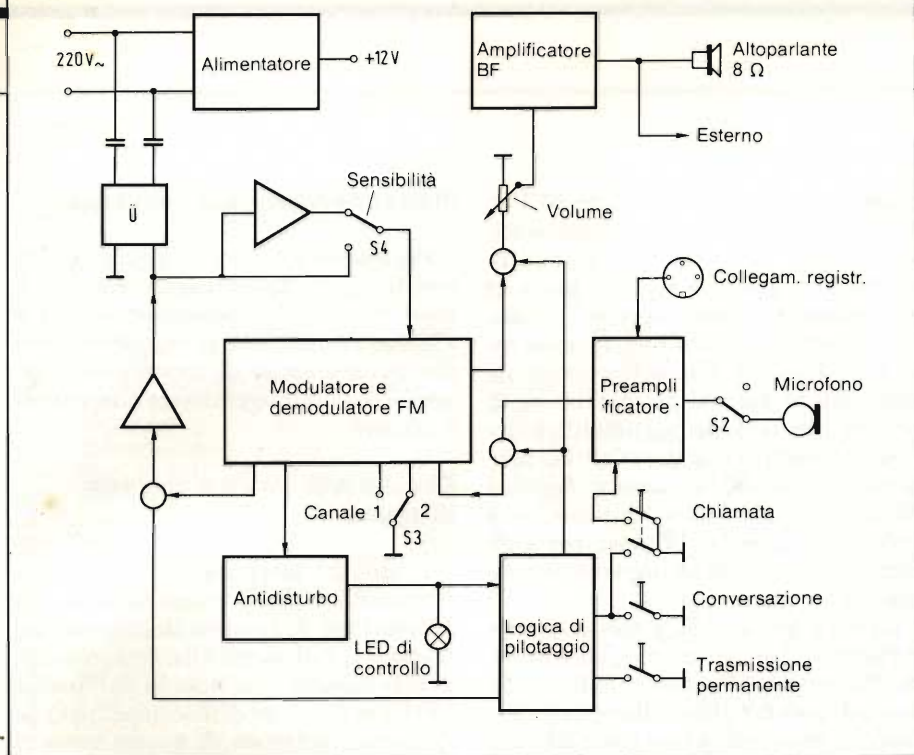 220V~
Alimentatore
+12V
Amplificatore
BF
Altoparlante
8 Ω
Esterno
Sensibilità
Ü
S4
Volume
Collegam. registr.
Modulatore e
demodulatore FM
Preampli
ficatore
Microfono
S2
Canale 1
2
S3
Chiamata
Antidisturbo
LED di
controllo
Logica di
pilotaggio
Conversazione
Trasmissione
permanente